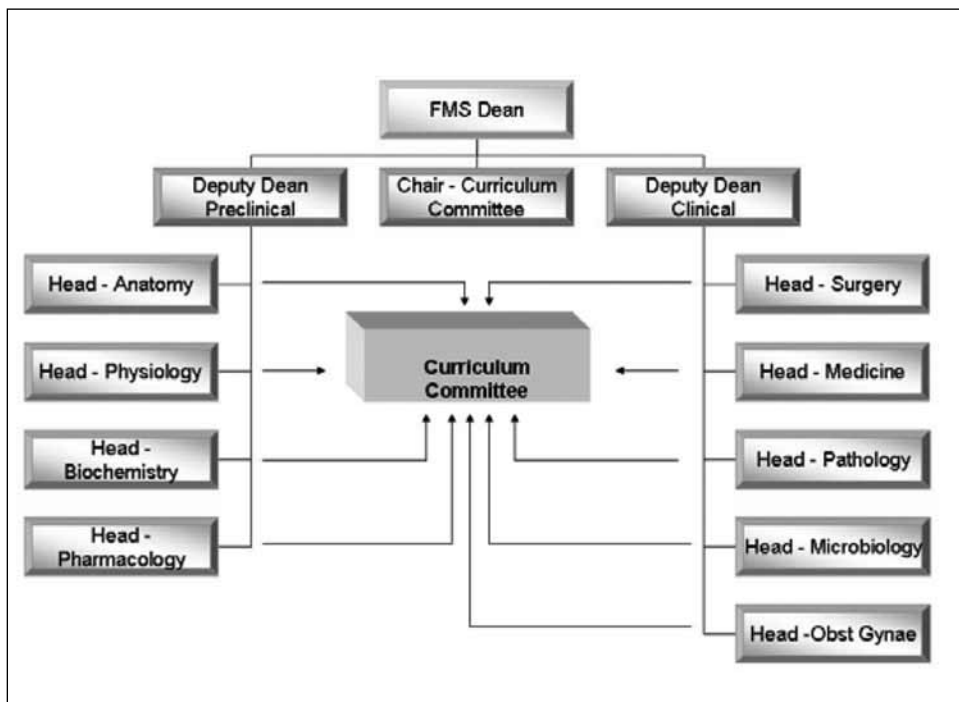 FMS Dean
Deputy Dean
Preclinical
Chair - Curriculum
Committee
Deputy Dean
Clinical
Head - Anatomy
Head - Surgery
Curriculum
Committee
Head - Physiology
Head - Medicine
Head -
Biochemistry
Head - Pathology
Head -
Pharmacology
Head - Microbiology
Head -Obst Gynae